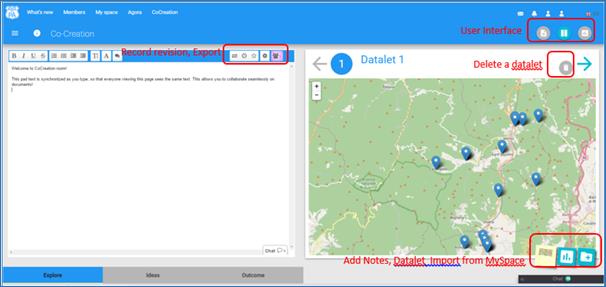 What's new Members My space Agora CoCreation
User Interface
Co-Creation
Record revision, Export
B I U S
1
Datalet 1
Delete a datalet
Welcome to CoCreation room!
This pad text is synchronized as you type, so that everyone viewing this page sees the same text. This allows you to collaborate seamlessly on
documents!
+
-
Chat
Add Notes, Datalet Import from MySpace
Explore Ideas Outcome
Chat